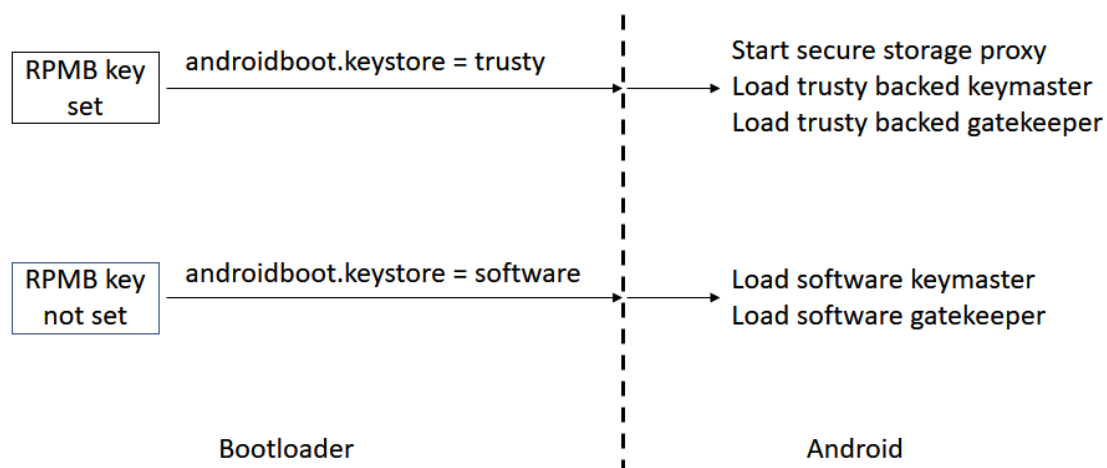 RPMB key
set
androidboot.keystore = trusty
Start secure storage proxy
Load trusty backed keymaster
Load trusty backed gatekeeper
RPMB key
not set
androidboot.keystore = software
Load software keymaster
Load software gatekeeper
Bootloader
Android